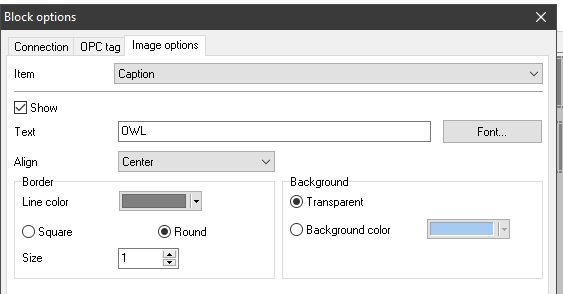 Block options
Connection OPC tag Image options
Item Caption
Show
Text OWL Font...
Align Center
Border Background
Line color Transparent
Square Round Background color
Size 1